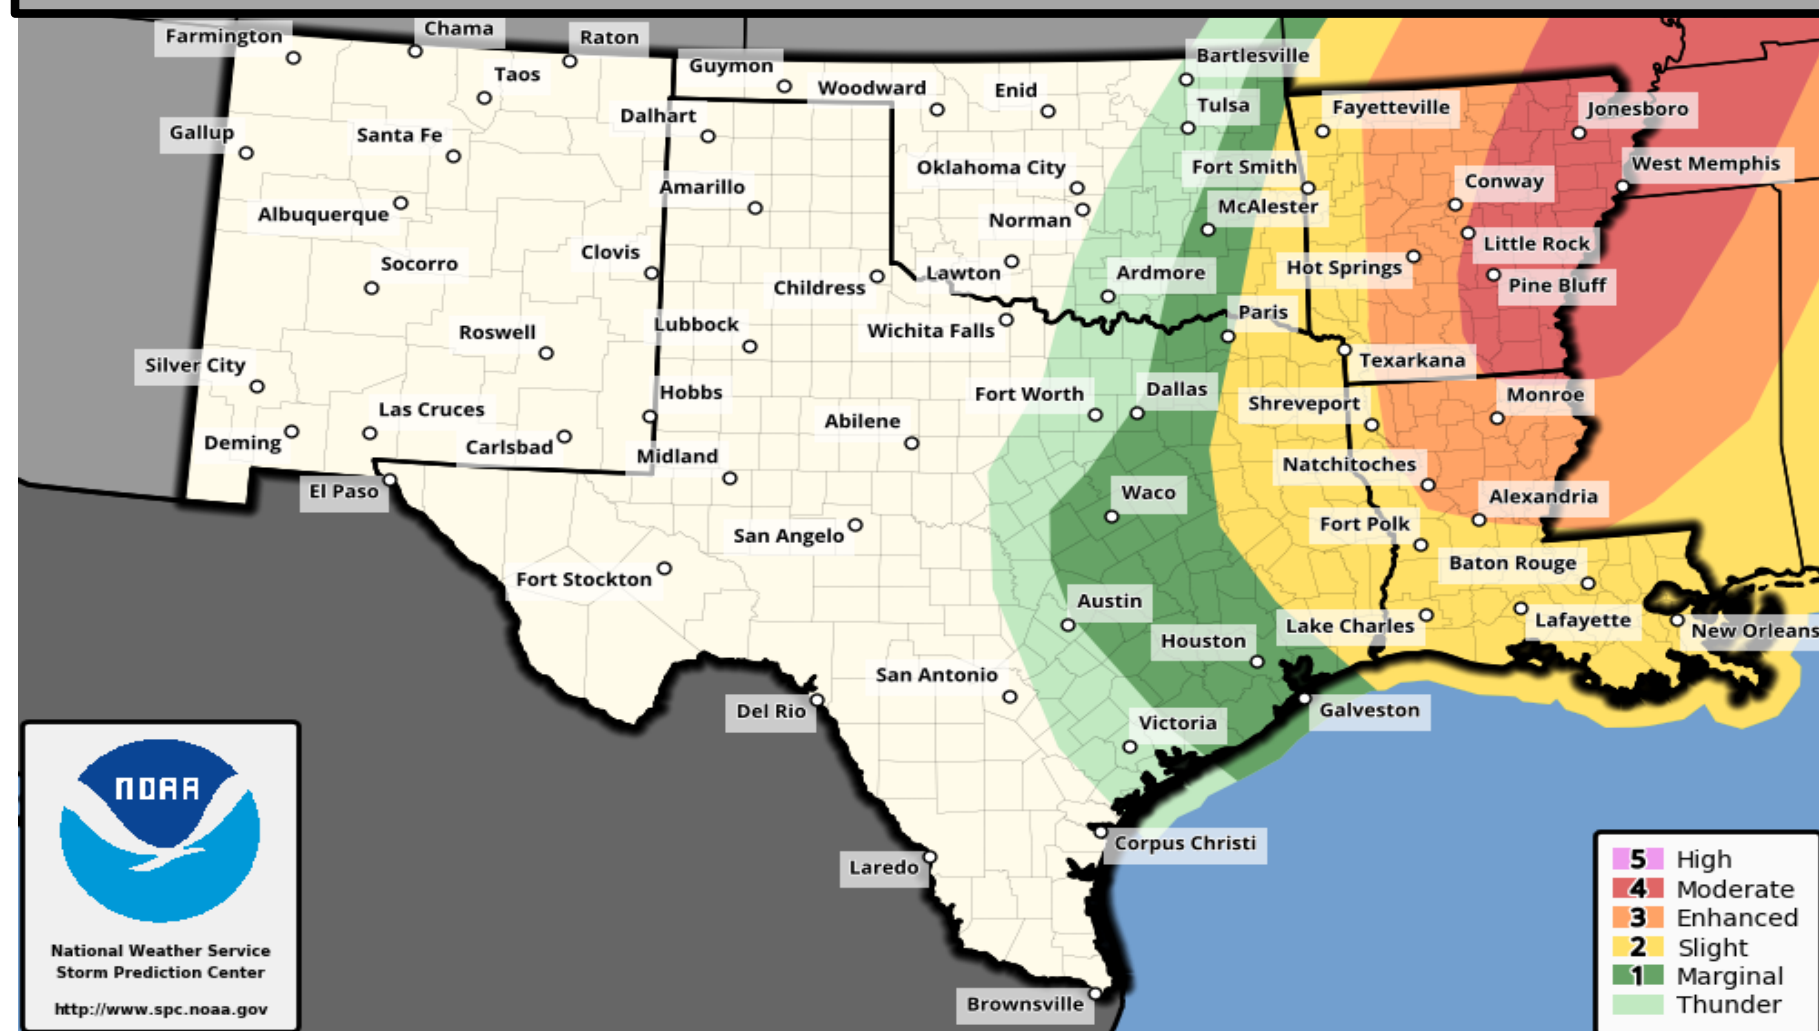 Farmington
Chama
Raton
Taos
Guymon
Woodward
Enid
Bartlesville
Tulsa
Fayetteville
Jonesboro
Dalhart
Gallup
Santa Fe
Oklahoma City
Fort Smith
West Memphis
Conway
Amarillo
Norman
McAlester
Albuquerque
Little Rock
Clovis
Socorro
Lawton
Ardmore
Hot Springs
Pine Bluff
Childress
Paris
Roswell
Lubbock
Wichita Falls
Texarkana
Silver City
Hobbs
Fort Worth
Dallas
Shreveport
Monroe
Las Cruces
Abilene
Deming
Carlsbad
Midland
Natchitoches
El Paso
Waco
Alexandria
San Angelo
Fort Polk
Fort Stockton
Baton Rouge
Austin
Lake Charles
Lafayette
New Orleans
Houston
San Antonio
Del Rio
Victoria
Galveston
Corpus Christi
Laredo
Brownsville
NOAA
National Weather Service
Storm Prediction Center
http://www.spc.noaa.gov
5 High
4 Moderate
3 Enhanced
2 Slight
1 Marginal
Thunder